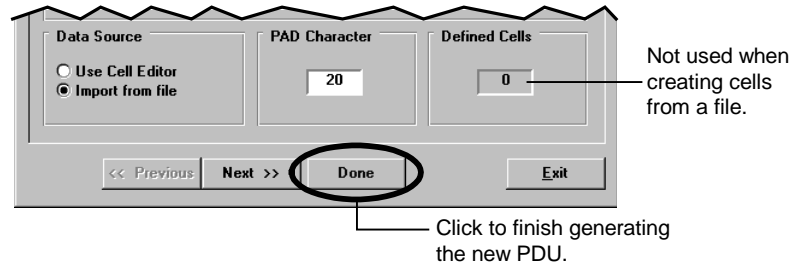 Data Source
PAD Character
Defined Cells
Use Cell Editor
Import from file
20
0
Not used when
creating cells
from a file.
<< Previous
Next >>
Done
Exit
Click to finish generating
the new PDU.